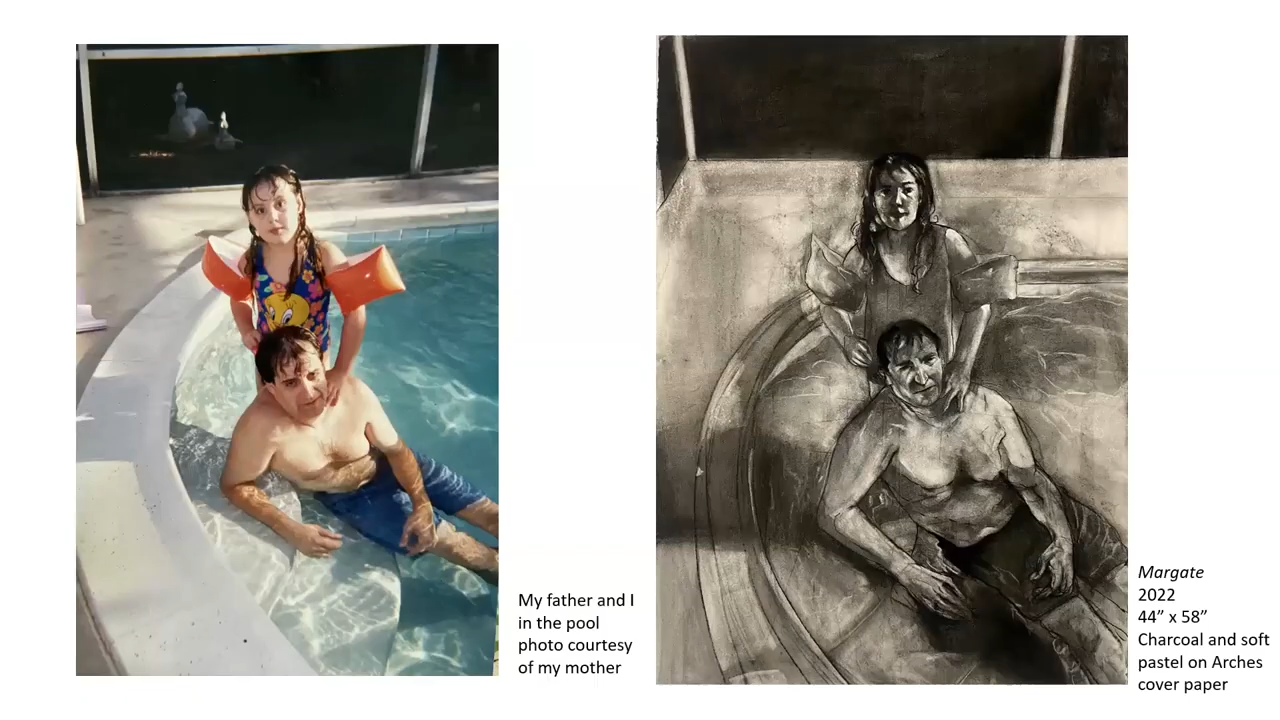 My father and I
in the pool
photo courtesy
of my mother
Margate
2022
44” x 58”
Charcoal and soft
pastel on Arches
cover paper